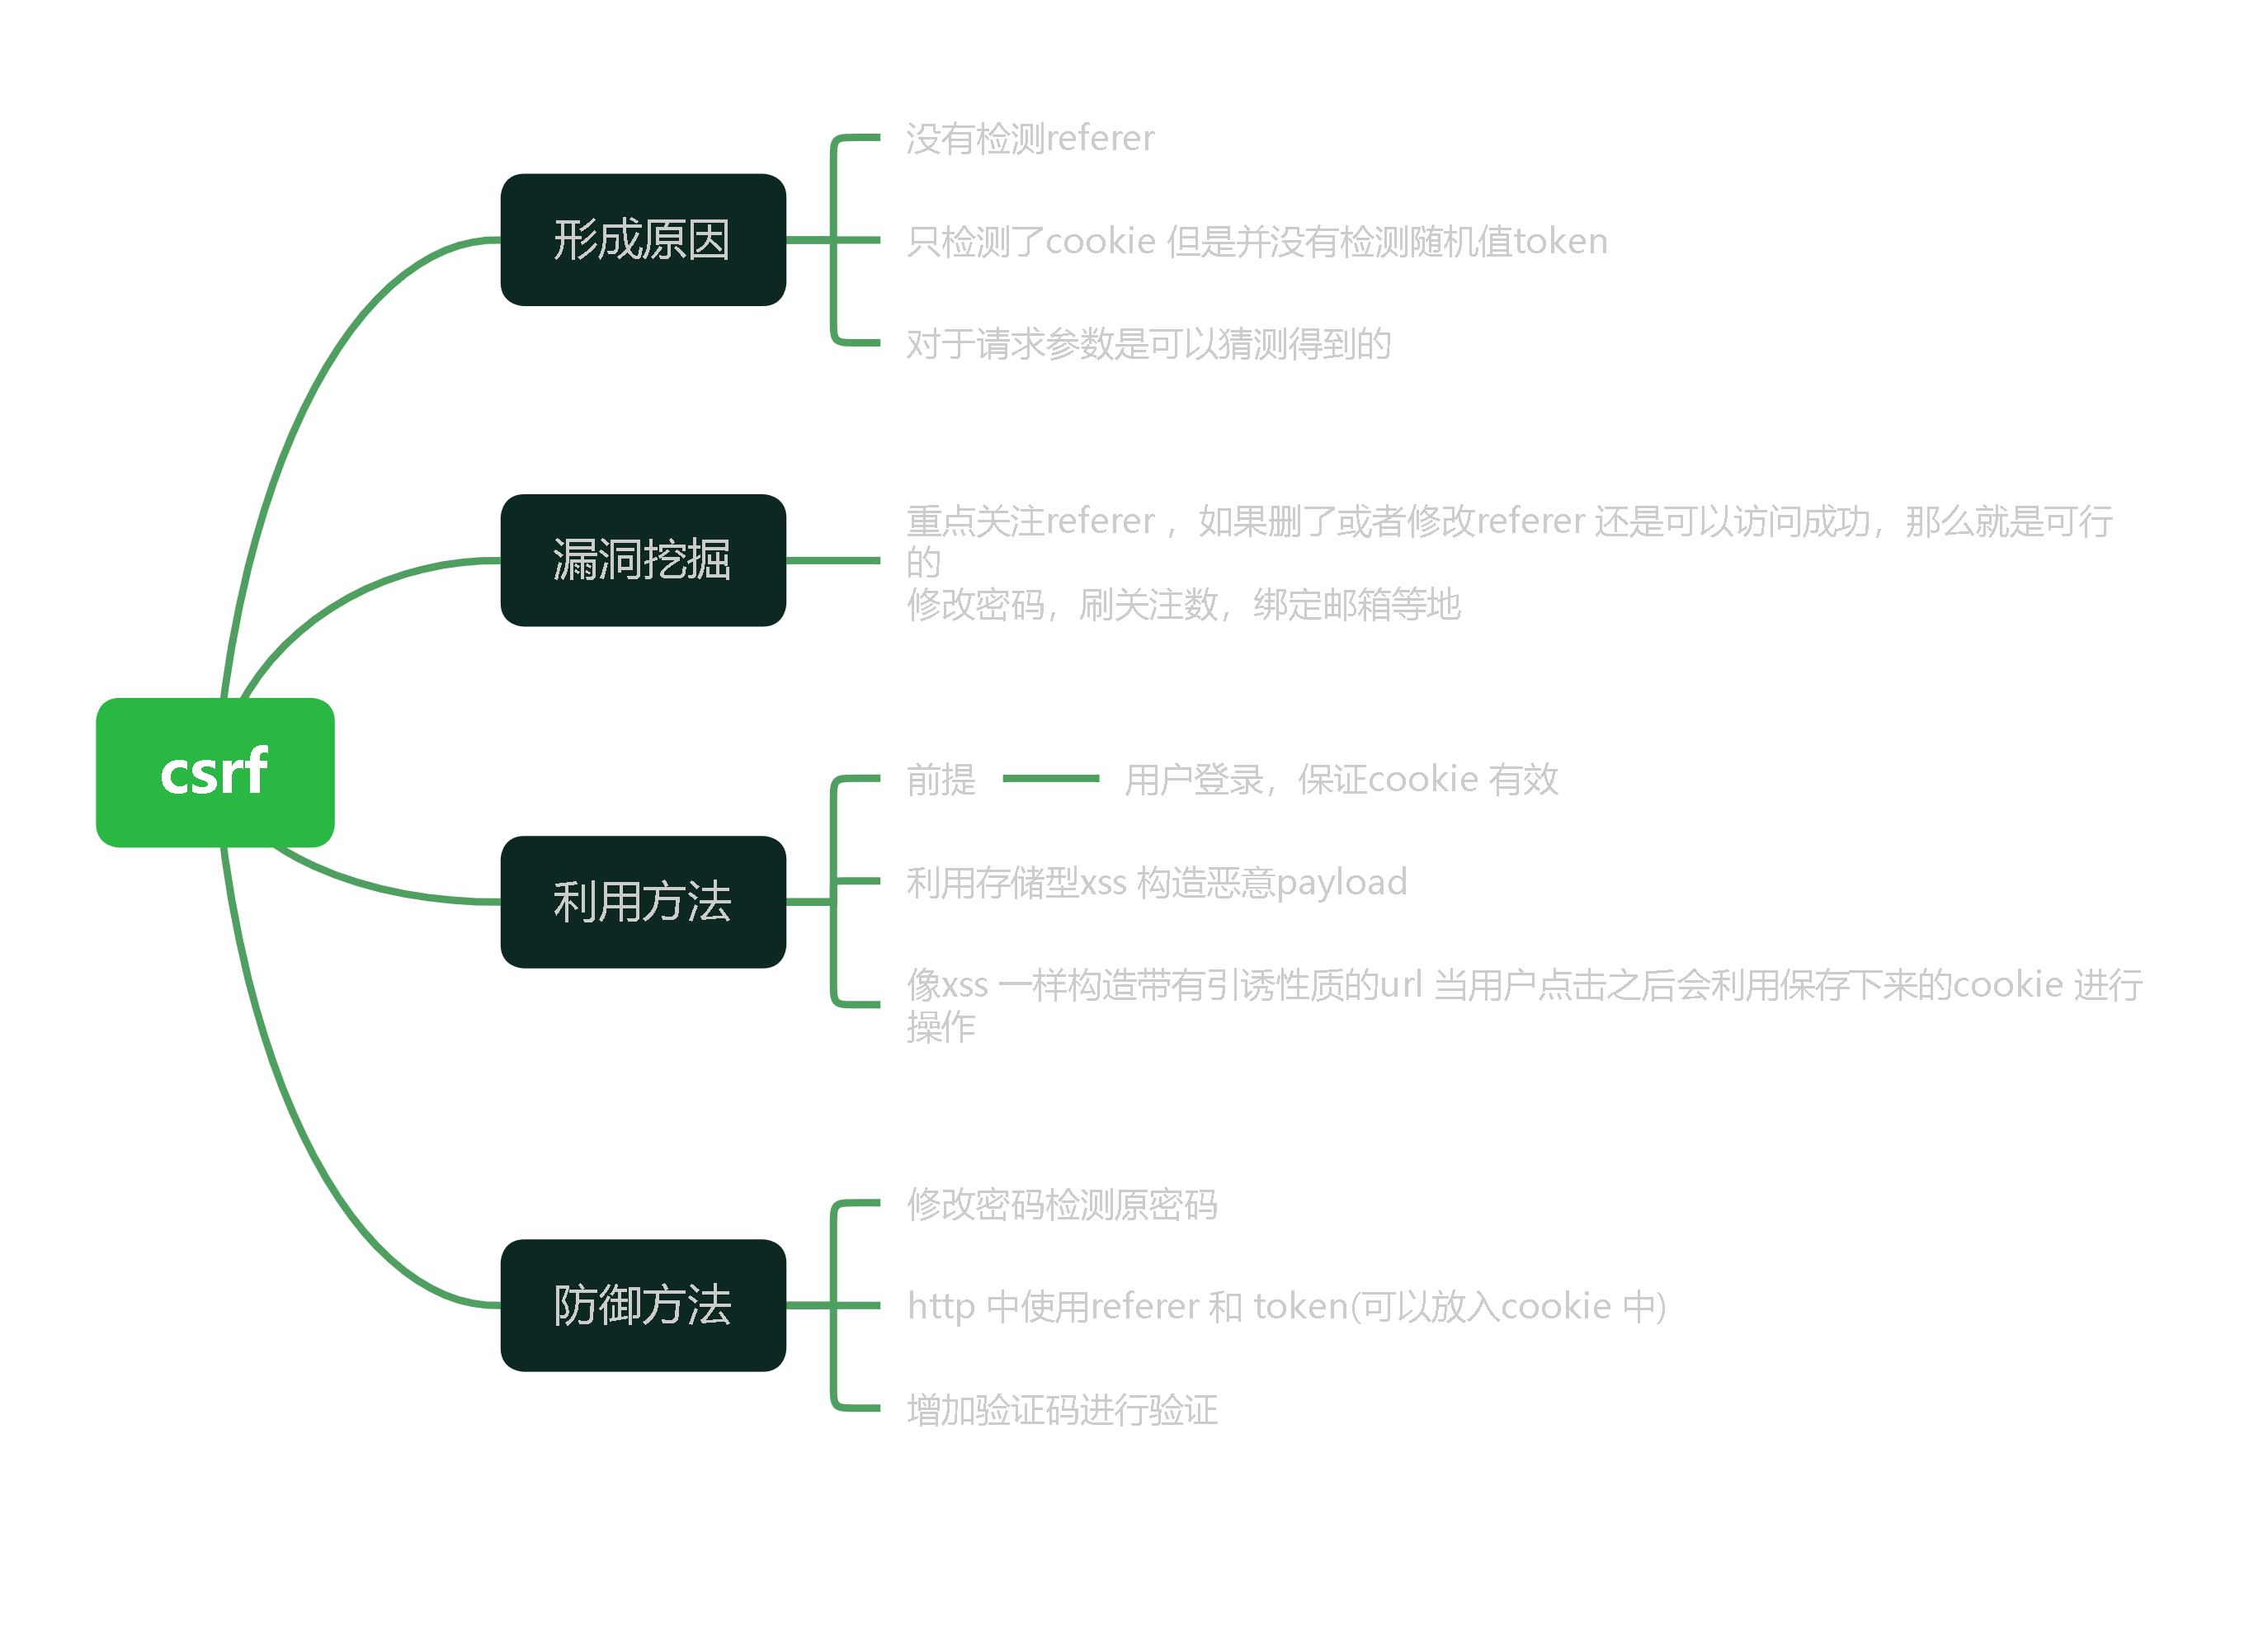 csrf
形成原因
没有检测referer
只检测了cookie 但是并没有检测随机值token
对于请求参数是可以猜测得到的
漏洞挖掘
重点关注referer ，如果删了或者修改referer 还是可以访问成功，那么就是可行
的
修改密码，刷关注数，绑定邮箱等地
利用方法
前提
用户登录，保证cookie 有效
利用存储型xss 构造恶意payload
像xss 一样构造带有引诱性质的url 当用户点击之后会利用保存下来的cookie 进行
操作
防御方法
修改密码检测原密码
http 中使用referer 和 token(可以放入cookie 中)
增加验证码进行验证